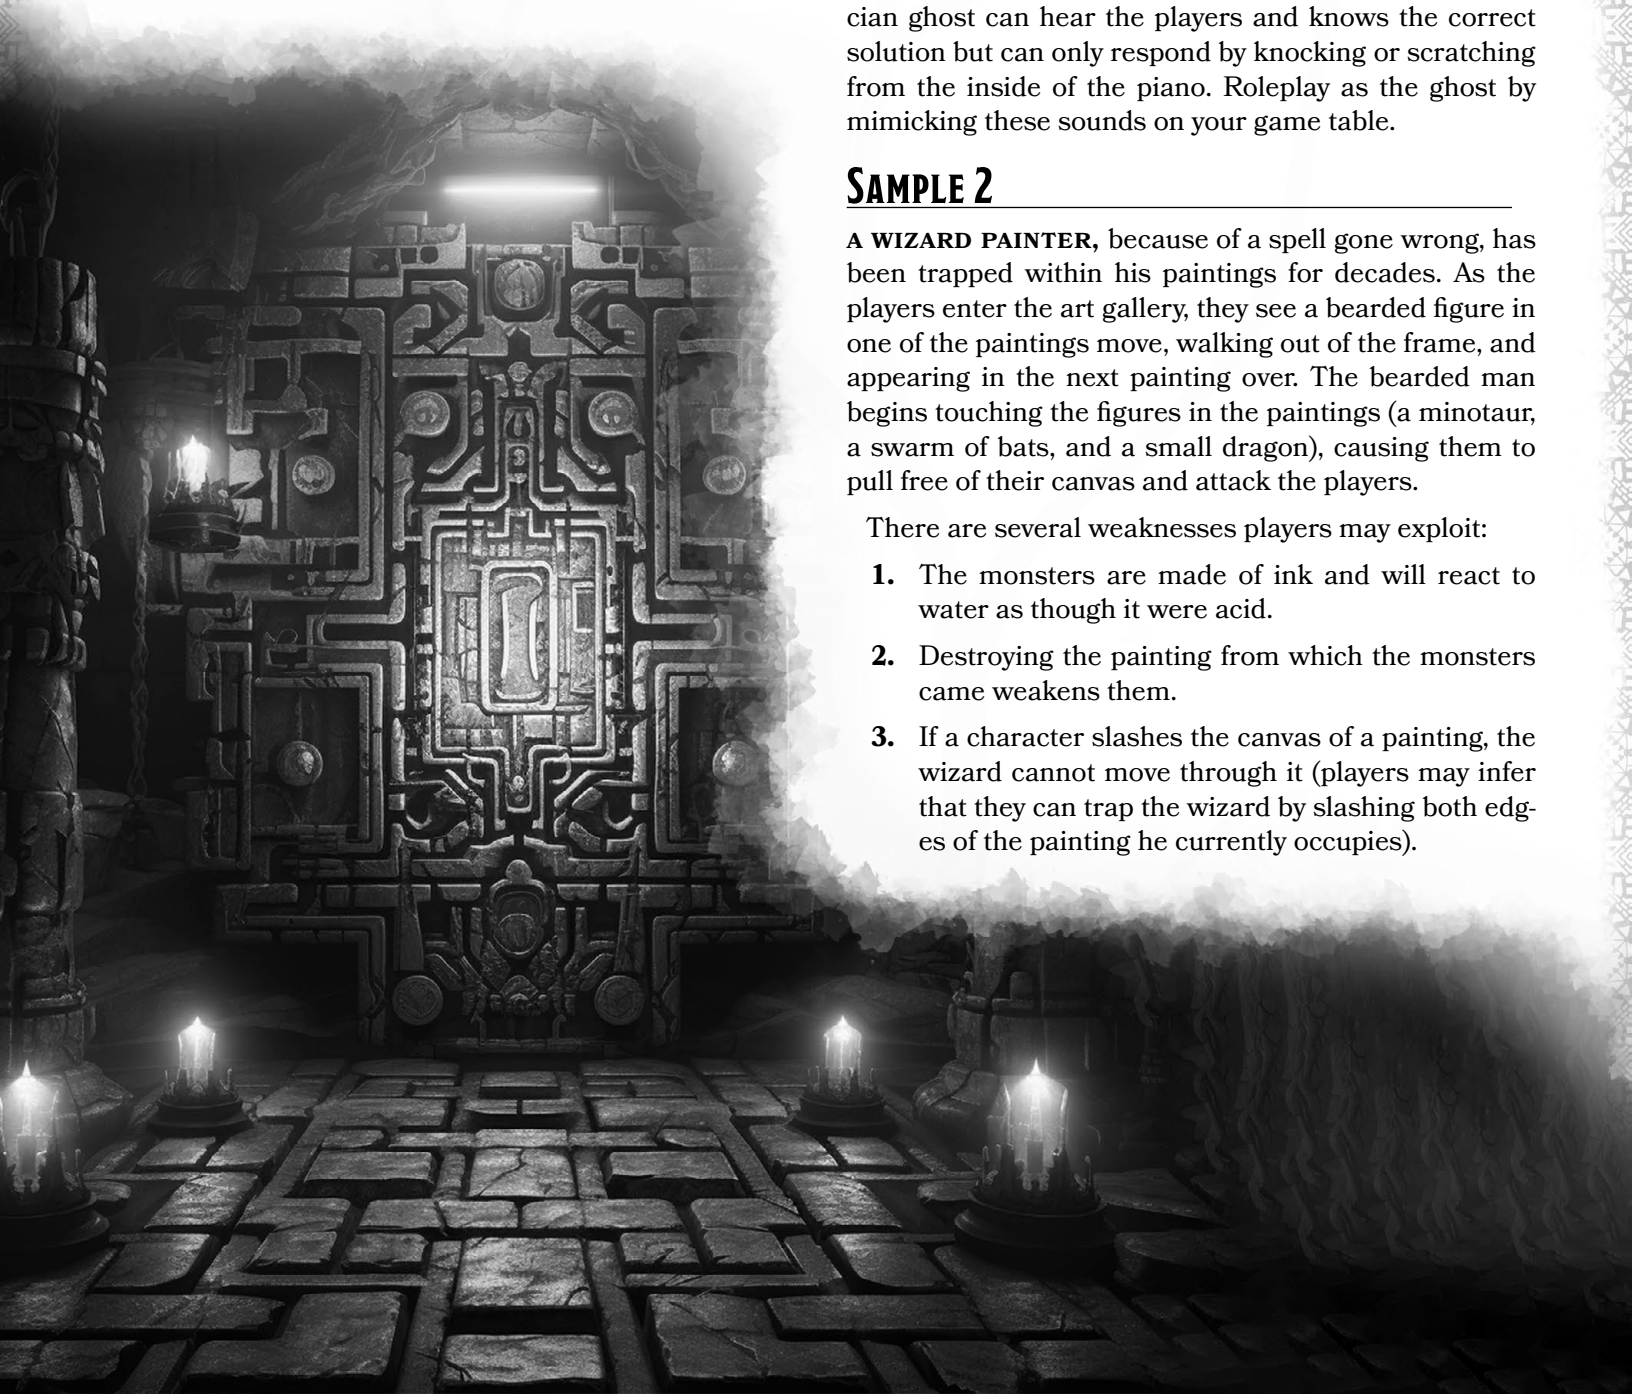 cian ghost can hear the players and knows the correct
solution but can only respond by knocking or scratching
from the inside of the piano. Roleplay as the ghost by
mimicking these sounds on your game table.
SAMPLE 2
A WIZARD PAINTER, because of a spell gone wrong, has
been trapped within his paintings for decades. As the
players enter the art gallery, they see a bearded figure in
one of the paintings move, walking out of the frame, and
appearing in the next painting over. The bearded man
begins touching the figures in the paintings (a minotaur,
a swarm of bats, and a small dragon), causing them to
pull free of their canvas and attack the players.
There are several weaknesses players may exploit:
1. The monsters are made of ink and will react to
water as though it were acid.
2. Destroying the painting from which the monsters
came weakens them.
3. If a character slashes the canvas of a painting, the
wizard cannot move through it (players may infer
that they can trap the wizard by slashing both edg-
es of the painting he currently occupies).